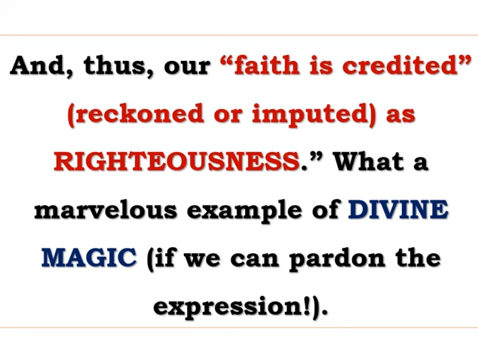 And, thus, our “faith is credited”
(reckoned or imputed) as
RIGHTEOUSNESS.” What a
marvelous example of DIVINE
MAGIC (if we can pardon the
expression!).